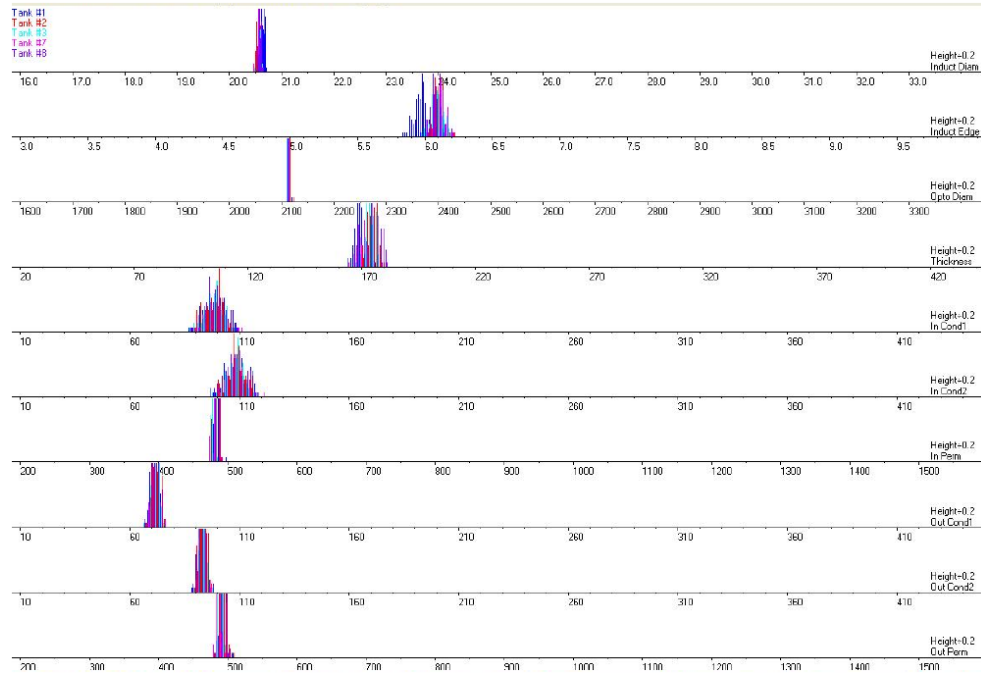 Tank #1
Tank #2
Tank #3
Tank #7
Tank #8
Height=0.2
Induct Diam
16.0 17.0 18.0 19.0 20.0 21.0 22.0 23.0 24.0 25.0 26.0 27.0 28.0 29.0 30.0 31.0 32.0 33.0
Height=0.2
Induct Edge
3.0 3.5 4.0 4.5 5.0 5.5 6.0 6.5 7.0 7.5 8.0 8.5 9.0 9.5
Height=0.2
Opto Diam
1600 1700 1800 1900 2000 2100 2200 2300 2400 2500 2600 2700 2800 2900 3000 3100 3200 3300
Height=0.2
Thickness
20 70 120 170 220 270 320 370 420
Height=0.2
In Cond1
10 60 110 160 210 260 310 360 410
Height=0.2
In Cond2
10 60 110 160 210 260 310 360 410
Height=0.2
In Perm
200 300 400 500 600 700 800 900 1000 1100 1200 1300 1400 1500
Height=0.2
Out Cond1
10 60 110 160 210 260 310 360 410
Height=0.2
Out Cond2
10 60 110 160 210 260 310 360 410
Height=0.2
Out Perm
200 300 400 500 600 700 800 900 1000 1100 1200 1300 1400 1500